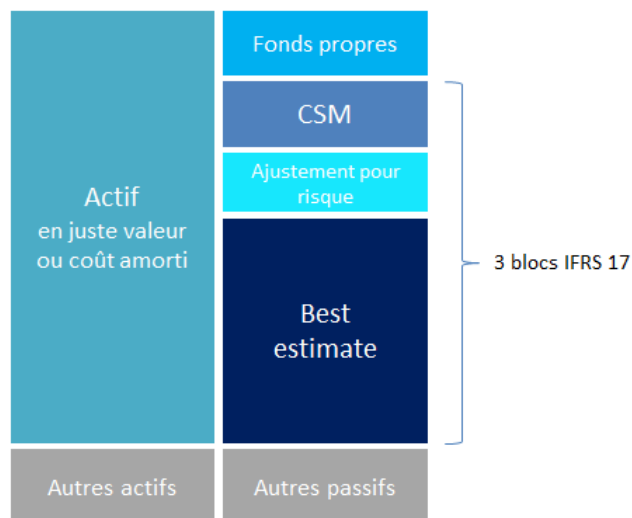 Fonds propres
CSM
Ajustement pour
risque
Actif
en juste valeur
ou coût amorti
Best
estimate
3 blocs IFRS 17
Autres actifs
Autres passifs